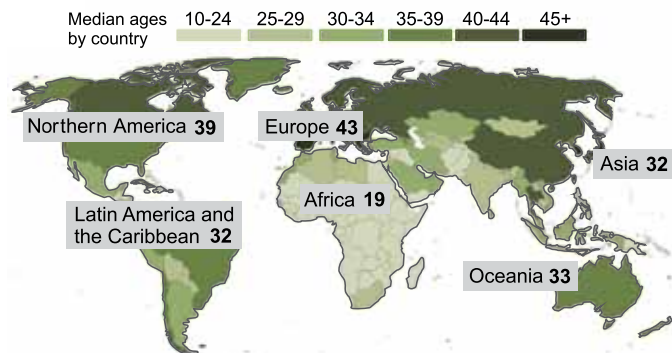 Median ages 10-24 25-29 30-34 35-39 40-44 45+
by country
Northern America 39
Europe 43
Asia 32
Africa 19
Latin America and
the Caribbean 32
Oceania 33